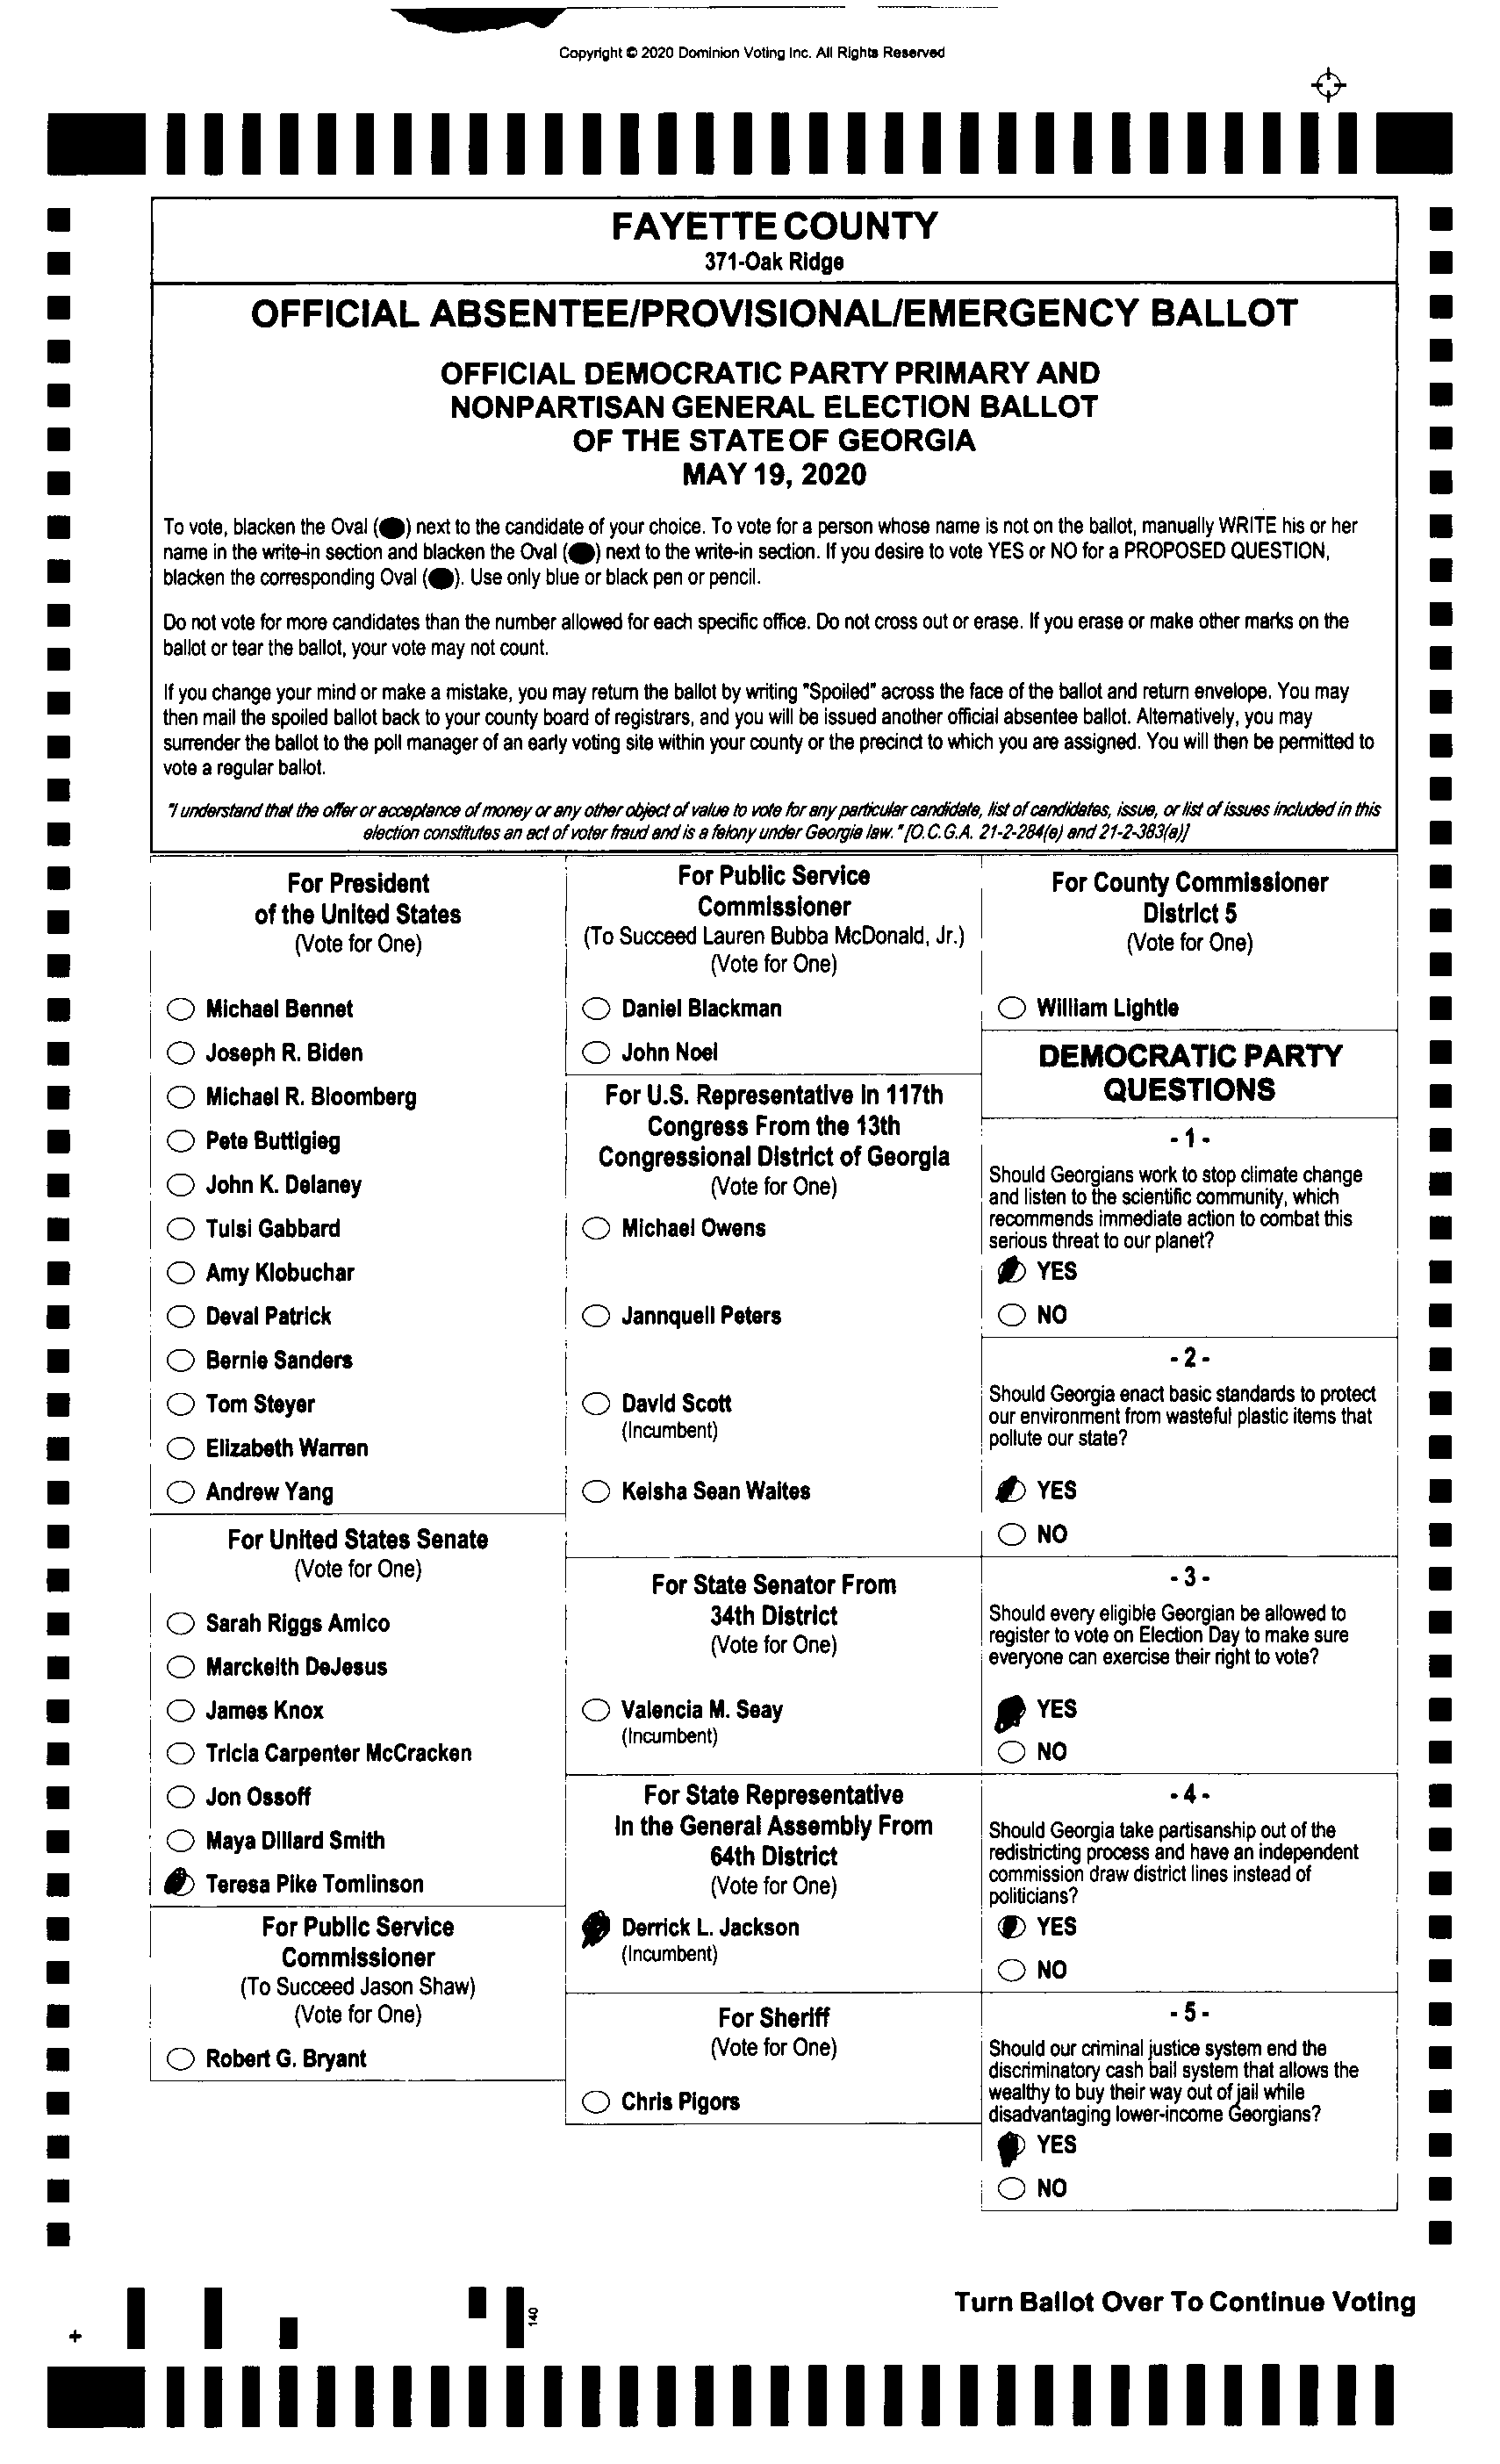 Copyright © 2020 Dominion Voting Inc. All Rights Reserved
FAYETTE COUNTY
371-Oak Ridge
OFFICIAL ABSENTEE/PROVISIONAL/EMERGENCY BALLOT
OFFICIAL DEMOCRATIC PARTY PRIMARY AND
NONPARTISAN GENERAL ELECTION BALLOT
OF THE STATE OF GEORGIA
MAY 19, 2020
To vote, blacken the Oval (⬤) next to the candidate of your choice. To vote for a person whose name is not on the ballot, manually WRITE his or her
name in the write-in section and blacken the Oval (⬤) next to the write-in section. If you desire to vote YES or NO for a PROPOSED QUESTION,
blacken the corresponding Oval (⬤). Use only blue or black pen or pencil.
Do not vote for more candidates than the number allowed for each specific office. Do not cross out or erase. If you erase or make other marks on the
ballot or tear the ballot, your vote may not count.
If you change your mind or make a mistake, you may return the ballot by writing "Spoiled" across the face of the ballot and return envelope. You may
then mail the spoiled ballot back to your county board of registrars, and you will be issued another official absentee ballot. Alternatively, you may
surrender the ballot to the poll manager of an early voting site within your county or the precinct to which you are assigned. You will then be permitted to
vote a regular ballot.
"I understand that the offer or acceptance of money or any other object of value to vote for any particular candidate, list of candidates, issue, or list of issues included in this
election constitutes an act of voter fraud and is a felony under Georgia law." [O.C.G.A. 21-2-284(e) and 21-2-383(a)]
For President
of the United States
(Vote for One)
Michael Bennet
Joseph R. Biden
Michael R. Bloomberg
Pete Buttigieg
John K. Delaney
Tulsi Gabbard
Amy Klobuchar
Deval Patrick
Bernie Sanders
Tom Steyer
Elizabeth Warren
Andrew Yang
For United States Senate
(Vote for One)
Sarah Riggs Amico
Marckeith DeJesus
James Knox
Tricia Carpenter McCracken
Jon Ossoff
Maya Dillard Smith
Teresa Pike Tomlinson
For Public Service
Commissioner
(To Succeed Jason Shaw)
(Vote for One)
Robert G. Bryant
For Public Service
Commissioner
(To Succeed Lauren Bubba McDonald, Jr.)
(Vote for One)
Daniel Blackman
John Noel
For U.S. Representative in 117th
Congress From the 13th
Congressional District of Georgia
(Vote for One)
Michael Owens
Jannquell Peters
David Scott
(Incumbent)
Keisha Sean Waites
For State Senator From
34th District
(Vote for One)
Valencia M. Seay
(Incumbent)
For State Representative
In the General Assembly From
64th District
(Vote for One)
Derrick L. Jackson
(Incumbent)
For Sheriff
(Vote for One)
Chris Pigors
For County Commissioner
District 5
(Vote for One)
William Lightle
DEMOCRATIC PARTY
QUESTIONS
- 1 -
Should Georgians work to stop climate change
and listen to the scientific community, which
recommends immediate action to combat this
serious threat to our planet?
YES
NO
- 2 -
Should Georgia enact basic standards to protect
our environment from wasteful plastic items that
pollute our state?
YES
NO
- 3 -
Should every eligible Georgian be allowed to
register to vote on Election Day to make sure
everyone can exercise their right to vote?
YES
NO
- 4 -
Should Georgia take partisanship out of the
redistricting process and have an independent
commission draw district lines instead of
politicians?
YES
NO
- 5 -
Should our criminal justice system end the
discriminatory cash bail system that allows the
wealthy to buy their way out of jail while
disadvantaging lower-income Georgians?
YES
NO
Turn Ballot Over To Continue Voting
140